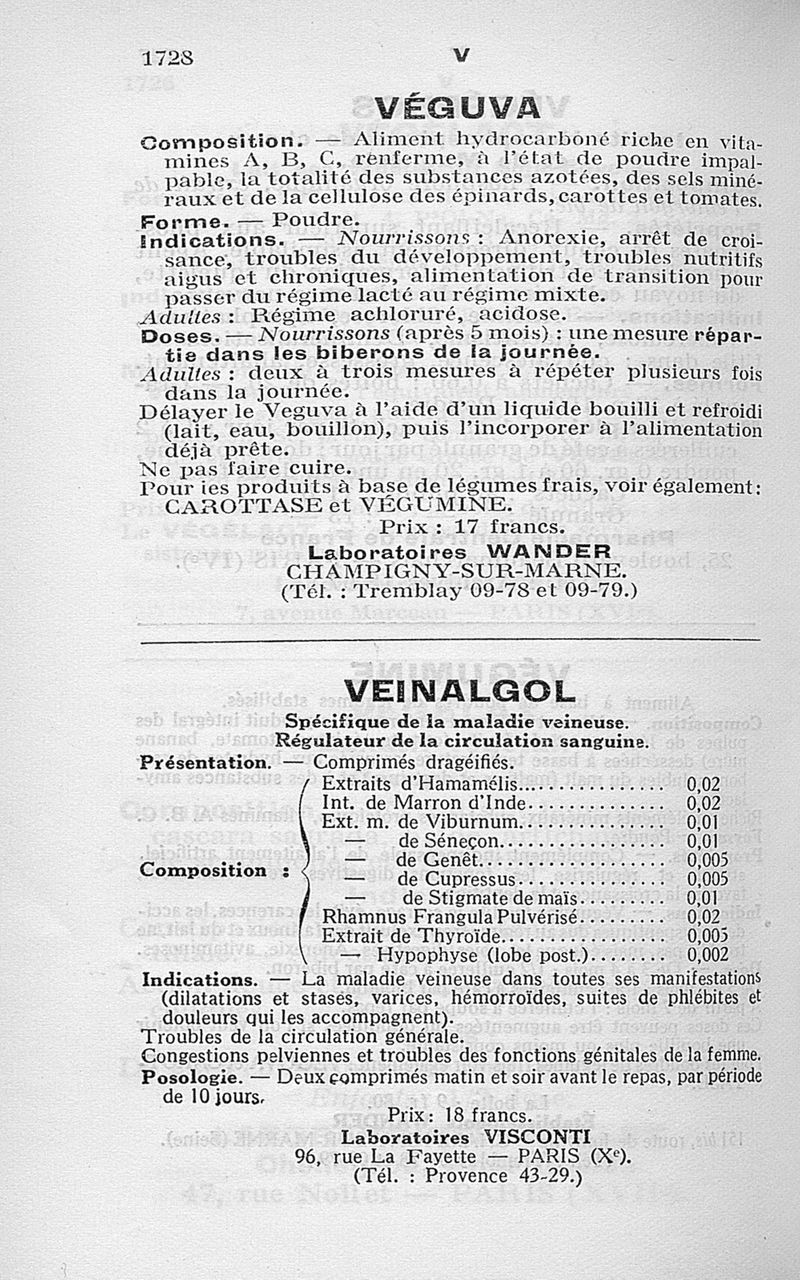 1728
V
VÉGUVA
Composition. — Aliment hydrocarboné riche en vita-
mines A, B, C, renferme, à l'état de poudre impal-
pable, la totalité des substances azotées, des sels miné-
raux et de la cellulose des épinards, carottes et tomates.
Forme. — Poudre.
Indications. — Nourrissons : Anorexie, arrêt de croi-
sance, troubles du développement, troubles nutritifs
aigus et chroniques, alimentation de transition pour
passer du régime lacté au régime mixte.
Adultes : Régime achloruré, acidose.
Doses. — Nourrissons (après 5 mois) : une mesure répar-
tie dans les biberons de la journée.
Adultes : deux à trois mesures à répéter plusieurs fois
dans la journée.
Délayer le Veguva à l'aide d'un liquide bouilli et refroidi
(lait, eau, bouillon), puis l'incorporer à l'alimentation
déjà prête.
Ne pas faire cuire.
Pour les produits à base de légumes frais, voir également :
CAROTTASE et VÉGUMINE.
Prix : 17 francs.
Laboratoires WANDER
CHAMPIGNY-SUR-MARNE.
(Tél. : Tremblay 09-78 et 09-79.)
VEINALGOL
Spécifique de la maladie veineuse.
Régulateur de la circulation sanguine.
Présentation. — Comprimés dragéifiés.
Extraits d'Hamamélis............... 0,02
Int. de Marron d'Inde.............. 0,02
Ext. m. de Viburnum............... 0,01
— de Séneçon................. 0,01
— de Genêt................... 0,005
Composition :
— de Cupressus............... 0,005
— de Stigmate de maïs......... 0,01
Rhamnus Frangula Pulvérisé......... 0,02
Extrait de Thyroïde................. 0,005
— Hypophyse (lobe post.)........ 0,002
Indications. — La maladie veineuse dans toutes ses manifestations
(dilatations et stases, varices, hémorroïdes, suites de phlébites et
douleurs qui les accompagnent).
Troubles de la circulation générale.
Congestions pelviennes et troubles des fonctions génitales de la femme.
Posologie. — Deux comprimés matin et soir avant le repas, par période
de 10 jours.
Prix : 18 francs.
Laboratoires VISCONTI
96, rue La Fayette — PARIS (Xe).
(Tél. : Provence 43-29.)